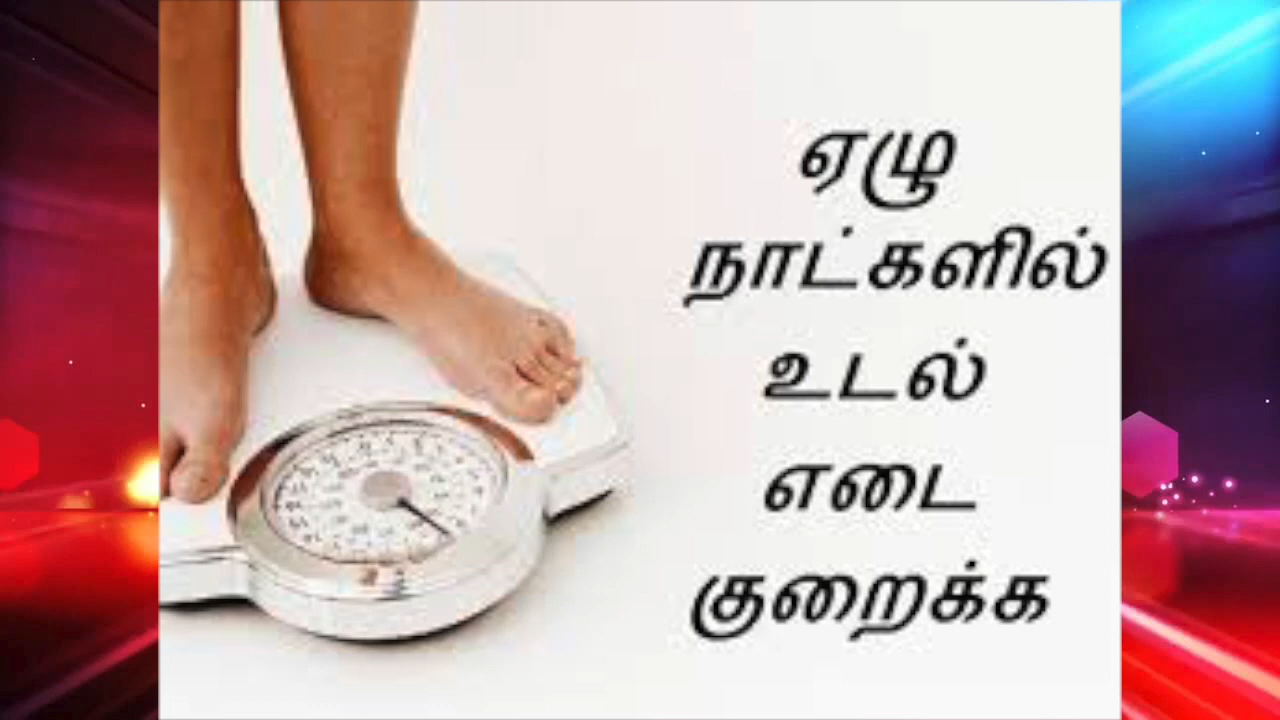 ஏழு
நாட்களில்
உடல்
எடை
குறைக்க